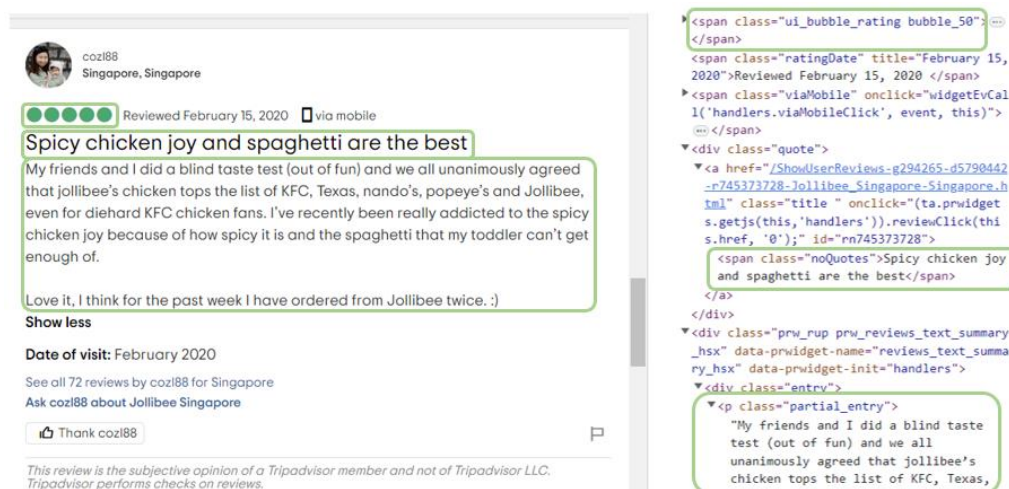 cozl88
Singapore, Singapore
Reviewed February 15, 2020 via mobile
Spicy chicken joy and spaghetti are the best
My friends and I did a blind taste test (out of fun) and we all unanimously agreed
that jollibee's chicken tops the list of KFC, Texas, nando's, popeye's and Jollibee,
even for diehard KFC chicken fans. I've recently been really addicted to the spicy
chicken joy because of how spicy it is and the spaghetti that my toddler can't get
enough of.
Love it, I think for the past week I have ordered from Jollibee twice. :)
Show less
Date of visit: February 2020
See all 72 reviews by cozl88 for Singapore
Ask cozl88 about Jollibee Singapore
Thank cozl88
This review is the subjective opinion of a Tripadvisor member and not of Tripadvisor LLC.
Tripadvisor performs checks on reviews.
<span class="ui_bubble_rating bubble_50">
</span>
<span class="ratingDate" title="February 15,
2020">Reviewed February 15, 2020 </span>
<span class="viaMobile" onclick="widgetEvCal
l('handlers.viaMobileClick', event, this)">
</span>
<div class="quote">
<a href="/ShowUserReviews-g294265-d5790442
-r745373728-Jollibee_Singapore-Singapore.h
tml" class="title " onclick="(ta.prwidget
s.getjs(this,'handlers')).reviewClick(thi
s.href, '0');" id="rn745373728">
<span class="noQuotes">Spicy chicken joy
and spaghetti are the best</span>
</a>
</div>
<div class="prw_rup prw_reviews_text_summary
_hsx" data-prwidget-name="reviews_text_summa
ry_hsx" data-prwidget-init="handlers">
<div class="entry">
<p class="partial_entry">
"My friends and I did a blind taste
test (out of fun) and we all
unanimously agreed that jollibee's
chicken tops the list of KFC, Texas,